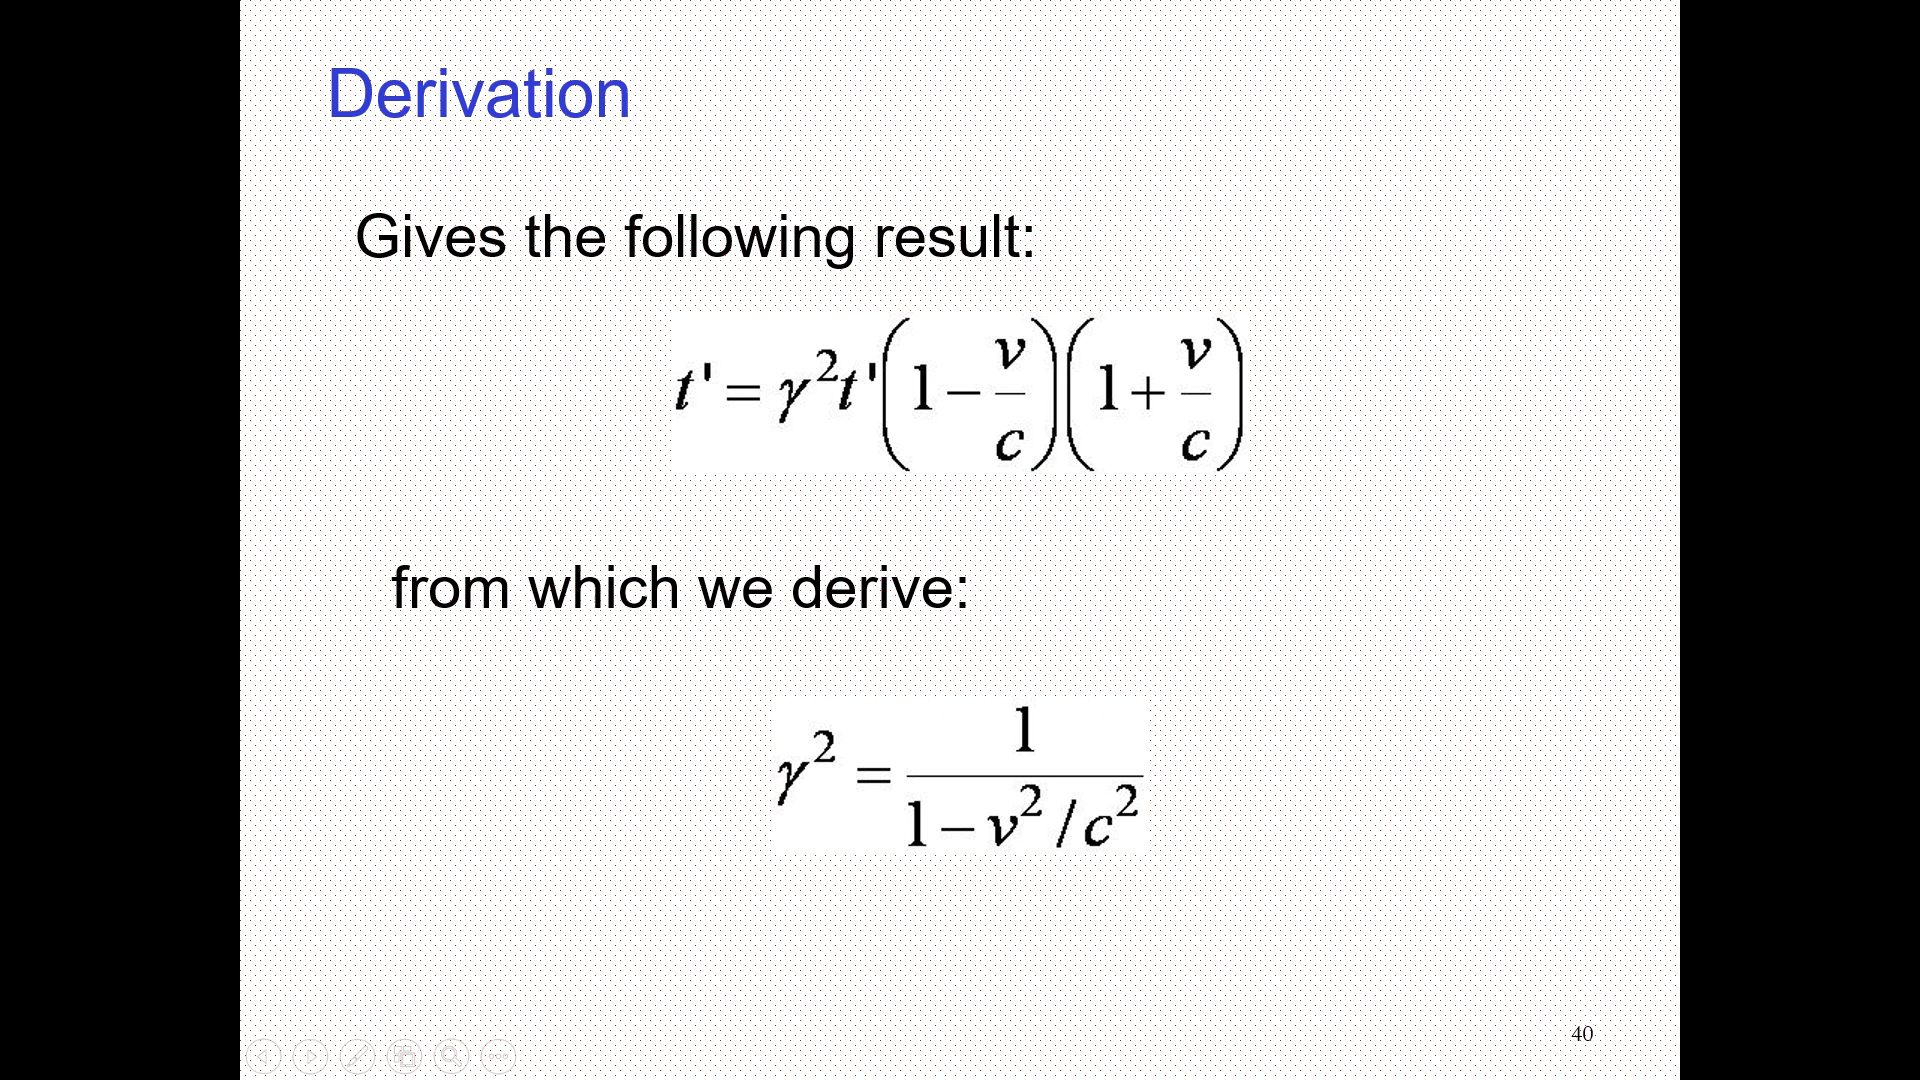 Derivation
Gives the following result:
t' = γ²t'(1 − v/c)(1 + v/c)
from which we derive:
γ² = 1/(1 − v²/c²)
40